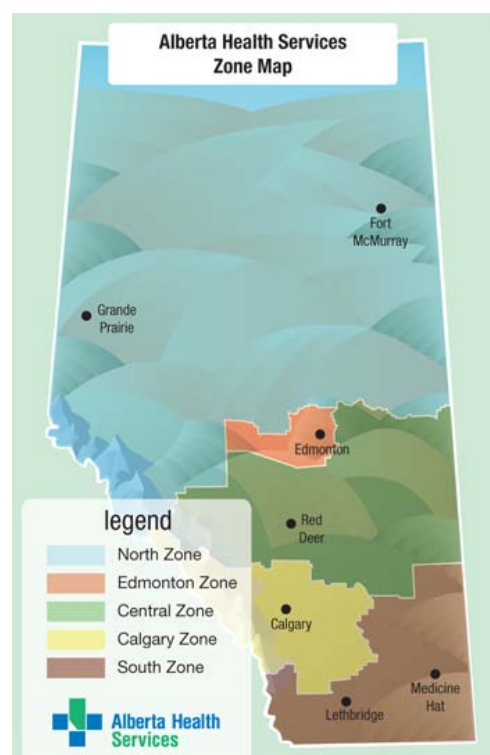 Alberta Health Services
Zone Map
Fort
McMurray
Grande
Prairie
Edmonton
Red
Deer
Calgary
Medicine
Hat
Lethbridge
legend
North Zone
Edmonton Zone
Central Zone
Calgary Zone
South Zone
Alberta Health
Services